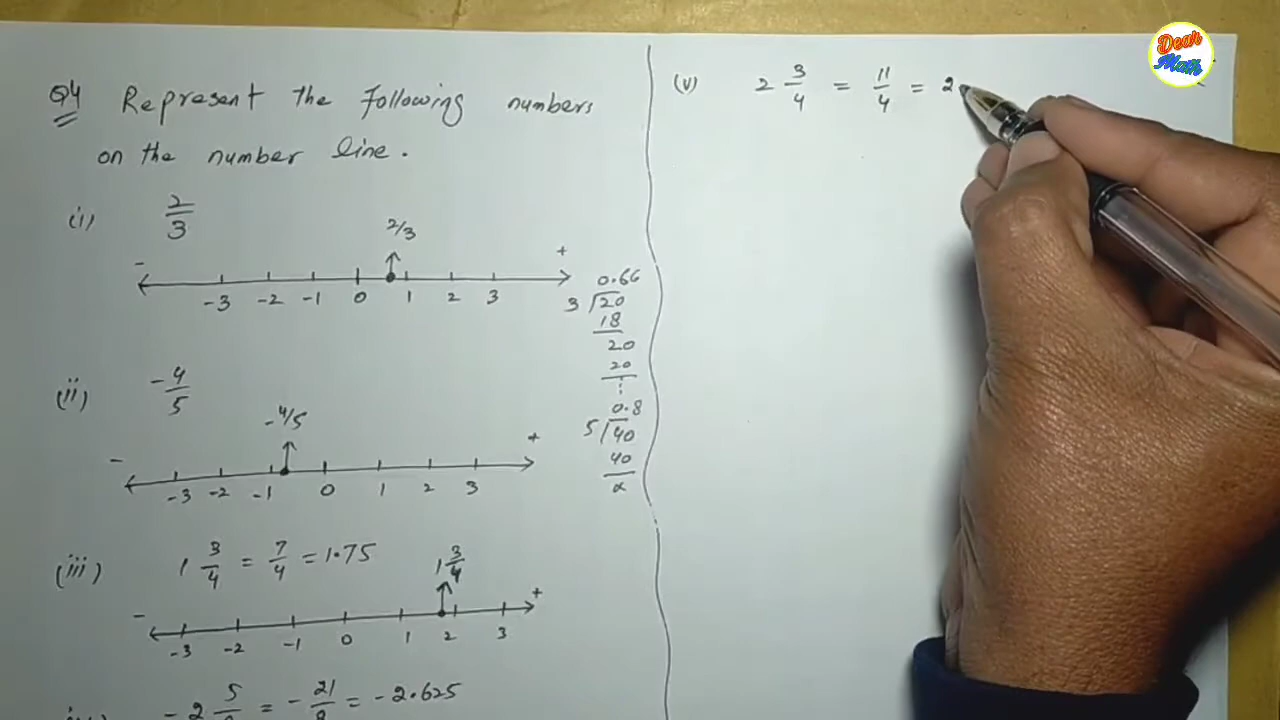 Q4 Represent the following numbers
on the number line.
(i) 2/3
2/3
- +
-3 -2 -1 0 1 2 3
0.66
3 20
18
20
20
(ii) -4/5
-4/5
- +
-3 -2 -1 0 1 2 3
0.8
5 40
40
x
(iii) 1 3/4 = 7/4 = 1.75
1 3/4
- +
-3 -2 -1 0 1 2 3
-2 5/8 = -21/8 = -2.625
(v) 2 3/4 = 11/4 = 2
Dear
Math